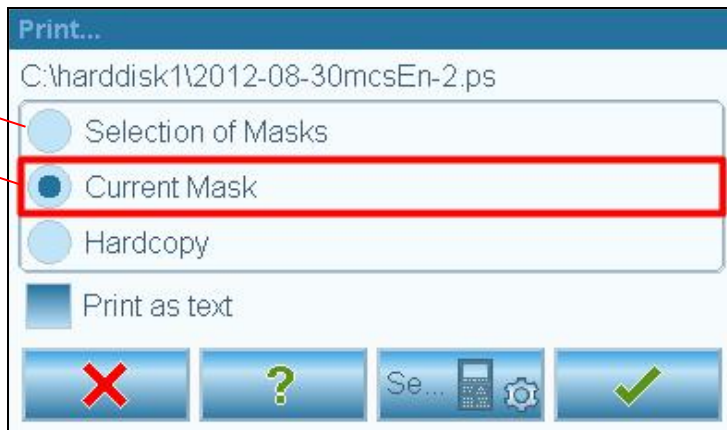 Print...
C:\harddisk1\2012-08-30mcsEn-2.ps
Selection of Masks
Current Mask
Hardcopy
Print as text
? Se...